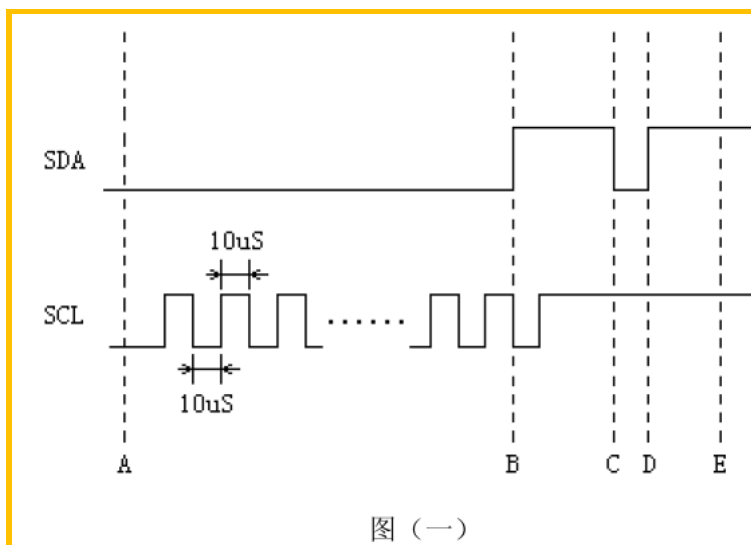 SDA
10uS
SCL
......
10uS
A B C D E
图（一）